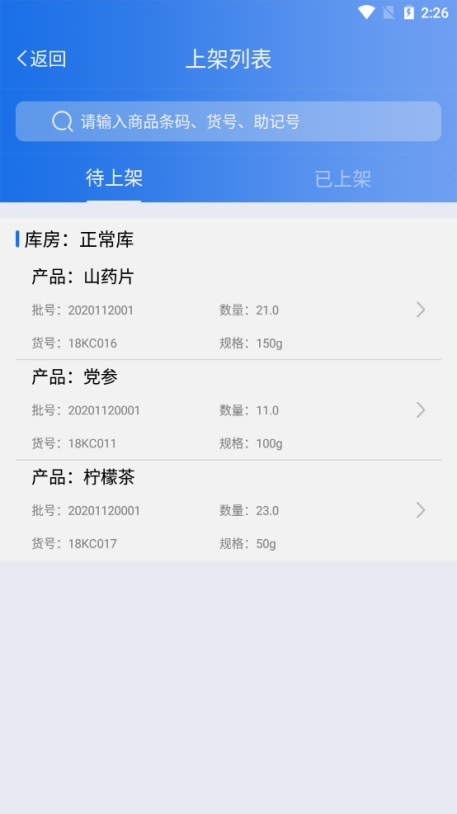 2:26
返回
上架列表
请输入商品条码、货号、助记号
待上架 已上架
库房：正常库
产品：山药片
批号：2020112001 数量：21.0
货号：18KC016 规格：150g
产品：党参
批号：20201120001 数量：11.0
货号：18KC011 规格：100g
产品：柠檬茶
批号：20201120001 数量：23.0
货号：18KC017 规格：50g